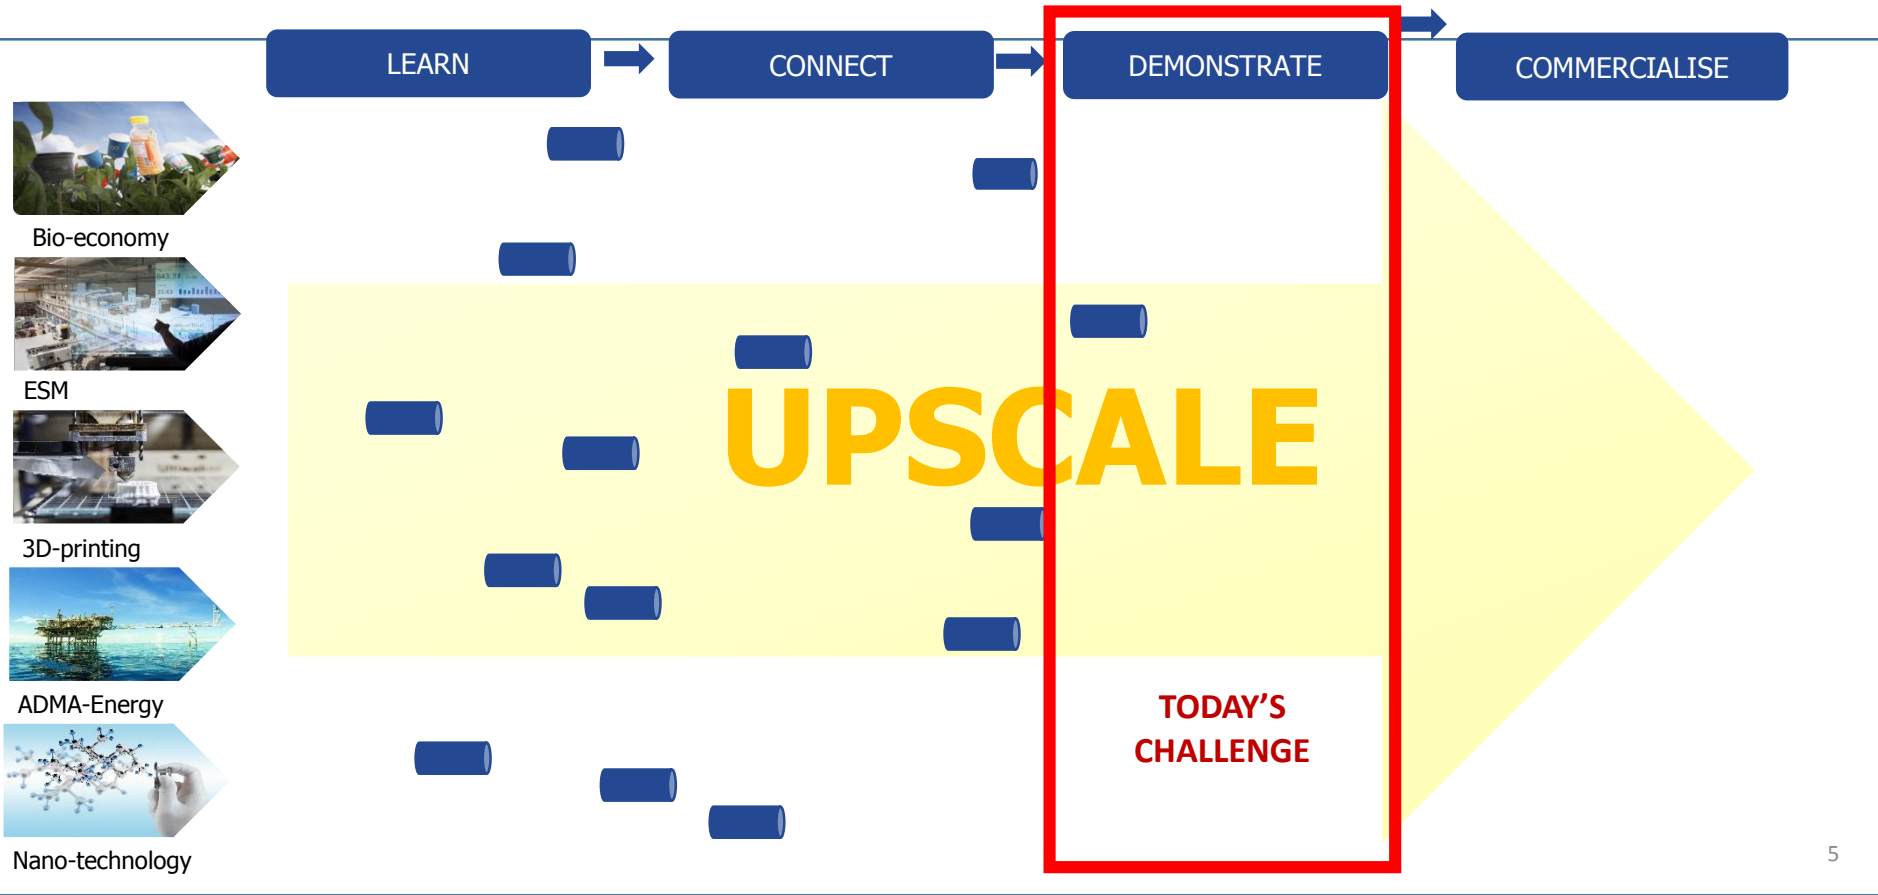 LEARN
CONNECT
DEMONSTRATE
COMMERCIALISE
Bio-economy
ESM
3D-printing
ADMA-Energy
Nano-technology
UPSCALE
TODAY’S
CHALLENGE
5